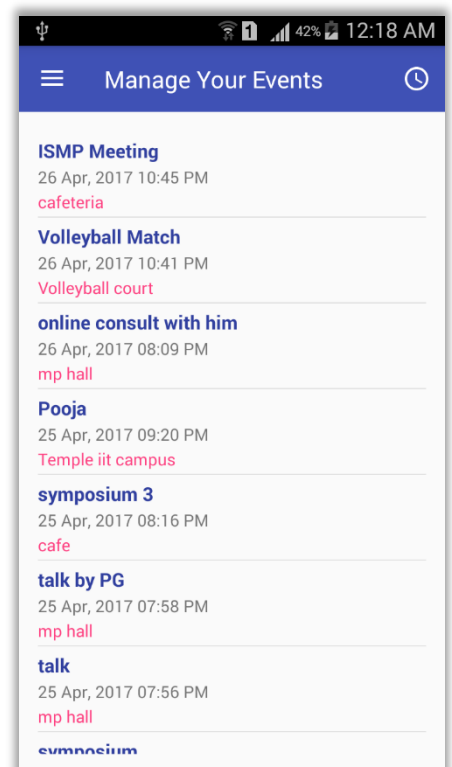 1 42% 12:18 AM
Manage Your Events
ISMP Meeting
26 Apr, 2017 10:45 PM
cafeteria
Volleyball Match
26 Apr, 2017 10:41 PM
Volleyball court
online consult with him
26 Apr, 2017 08:09 PM
mp hall
Pooja
25 Apr, 2017 09:20 PM
Temple iit campus
symposium 3
25 Apr, 2017 08:16 PM
cafe
talk by PG
25 Apr, 2017 07:58 PM
mp hall
talk
25 Apr, 2017 07:56 PM
mp hall
symposium